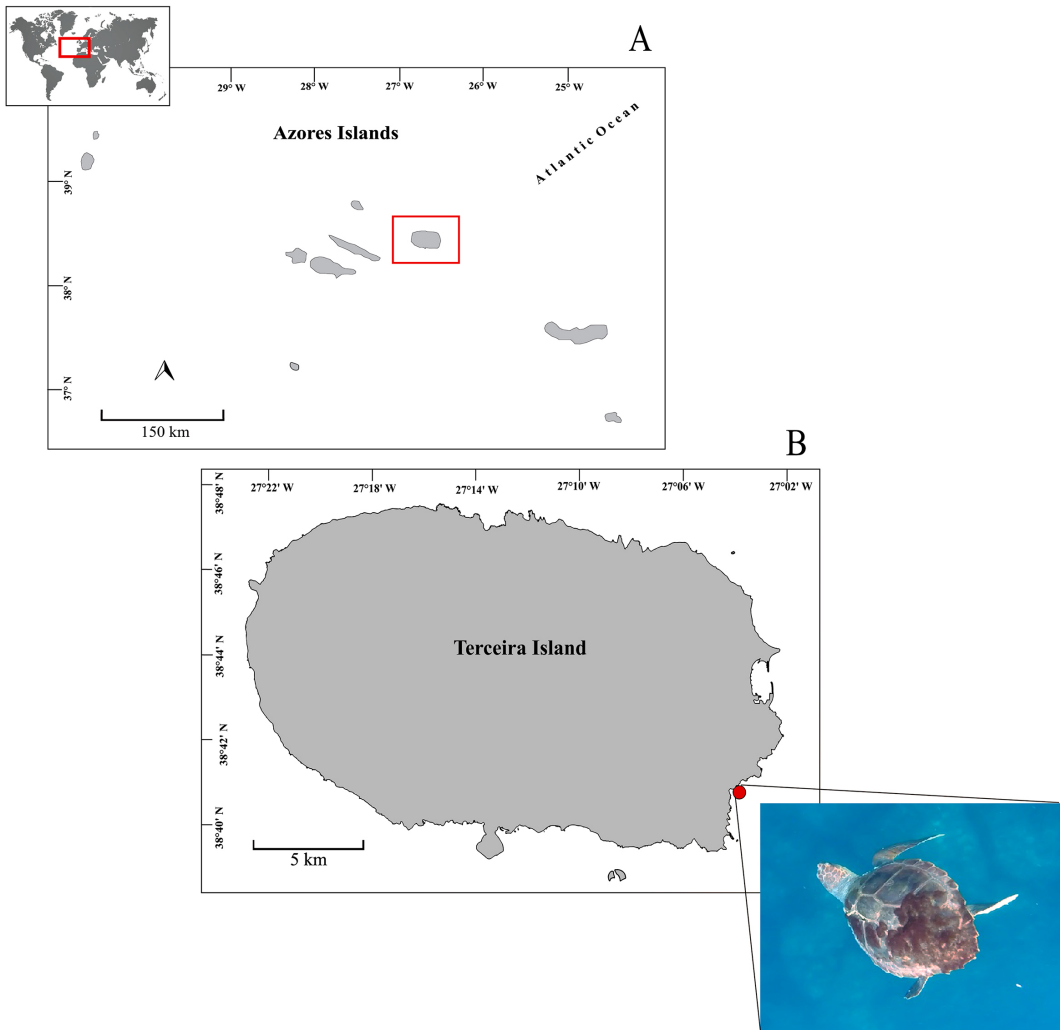 A
29° W
28° W
27° W
26° W
25° W
Azores Islands
Atlantic Ocean
39° N
38° N
37° N
150 km
B
27°22' W
27°18' W
27°14' W
27°10' W
27°06' W
27°02' W
38°48' N
38°46' N
38°44' N
38°42' N
38°40' N
Terceira Island
5 km